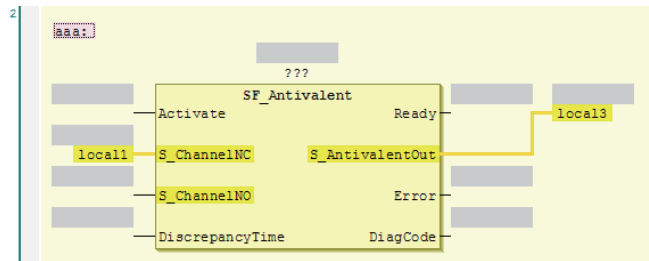 2
aaa:
???
SF_Antivalent
Activate Ready
local3
local1 S_ChannelNC S_AntivalentOut
S_ChannelNO Error
DiscrepancyTime DiagCode